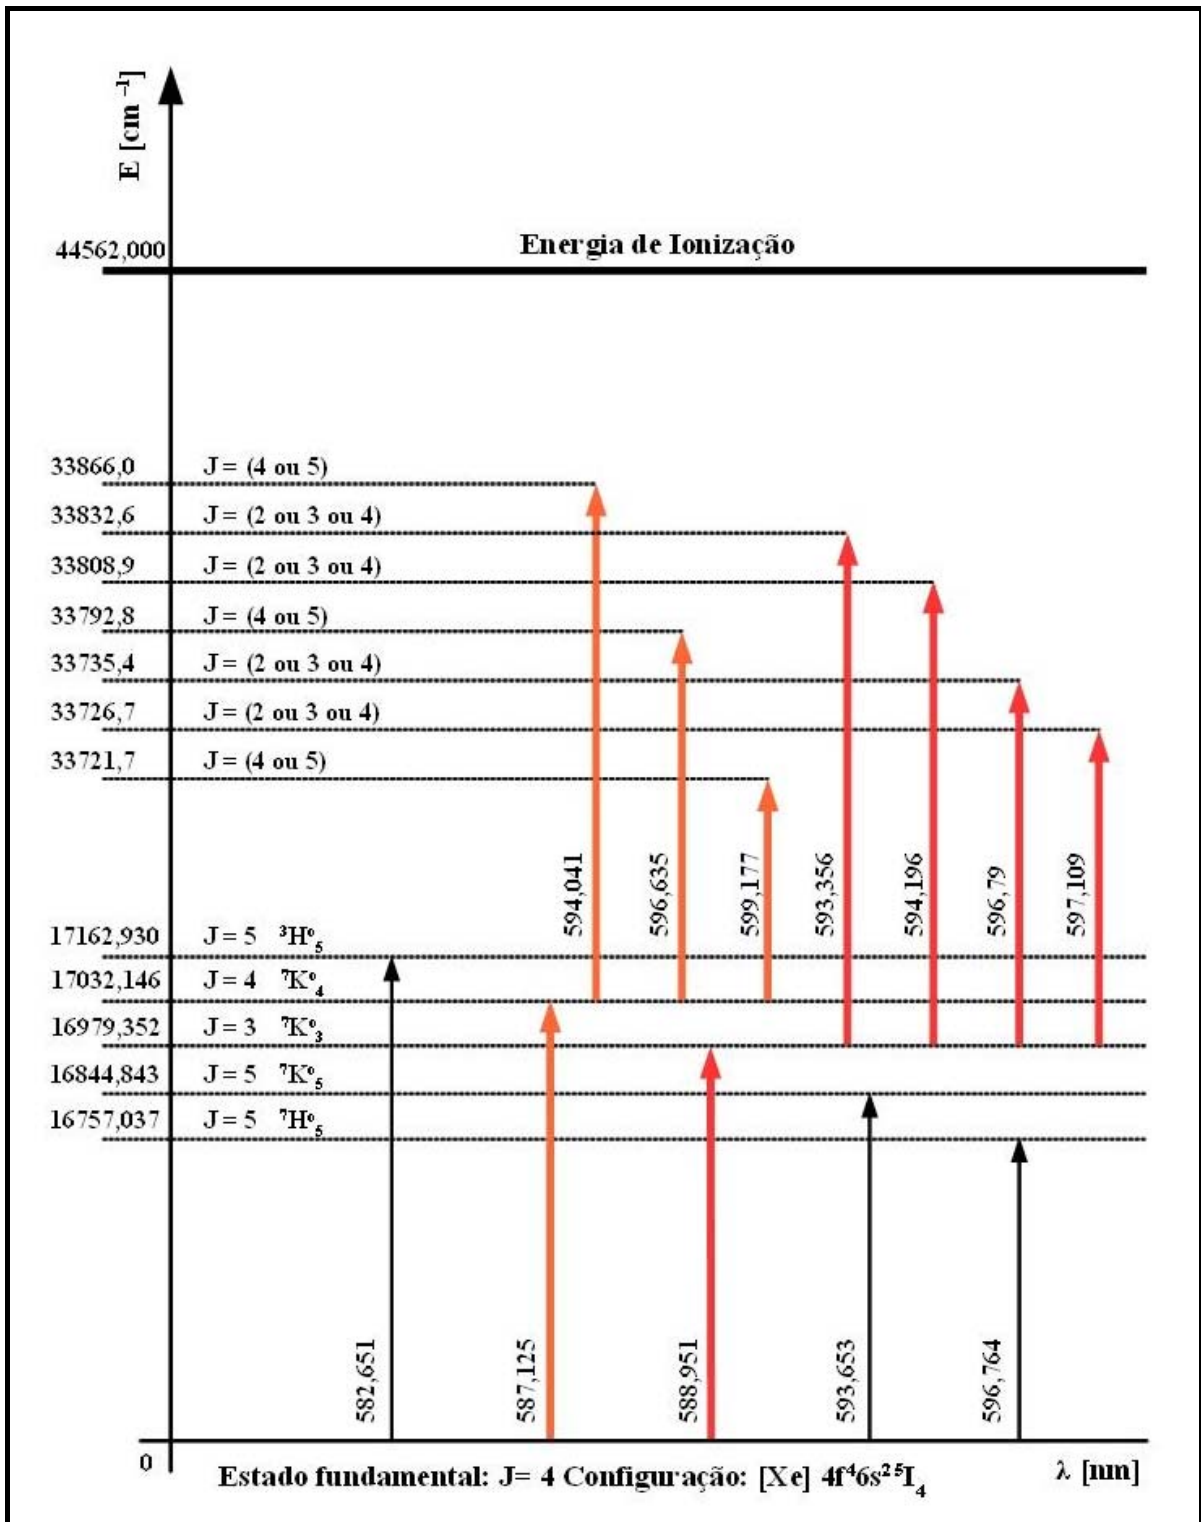 E [cm⁻¹]
44562,000
Energia de Ionização
33866,0 J = (4 ou 5)
33832,6 J = (2 ou 3 ou 4)
33808,9 J = (2 ou 3 ou 4)
33792,8 J = (4 ou 5)
33735,4 J = (2 ou 3 ou 4)
33726,7 J = (2 ou 3 ou 4)
33721,7 J = (4 ou 5)
594,041
596,635
599,177
593,356
594,196
596,79
597,109
17162,930 J = 5 ³H°₅
17032,146 J = 4 ⁷K°₄
16979,352 J = 3 ⁷K°₃
16844,843 J = 5 ⁷K°₅
16757,037 J = 5 ⁷H°₅
582,651
587,125
588,951
593,653
596,764
0
Estado fundamental: J= 4 Configuração: [Xe] 4f⁴6s² ⁵I₄
λ [nm]